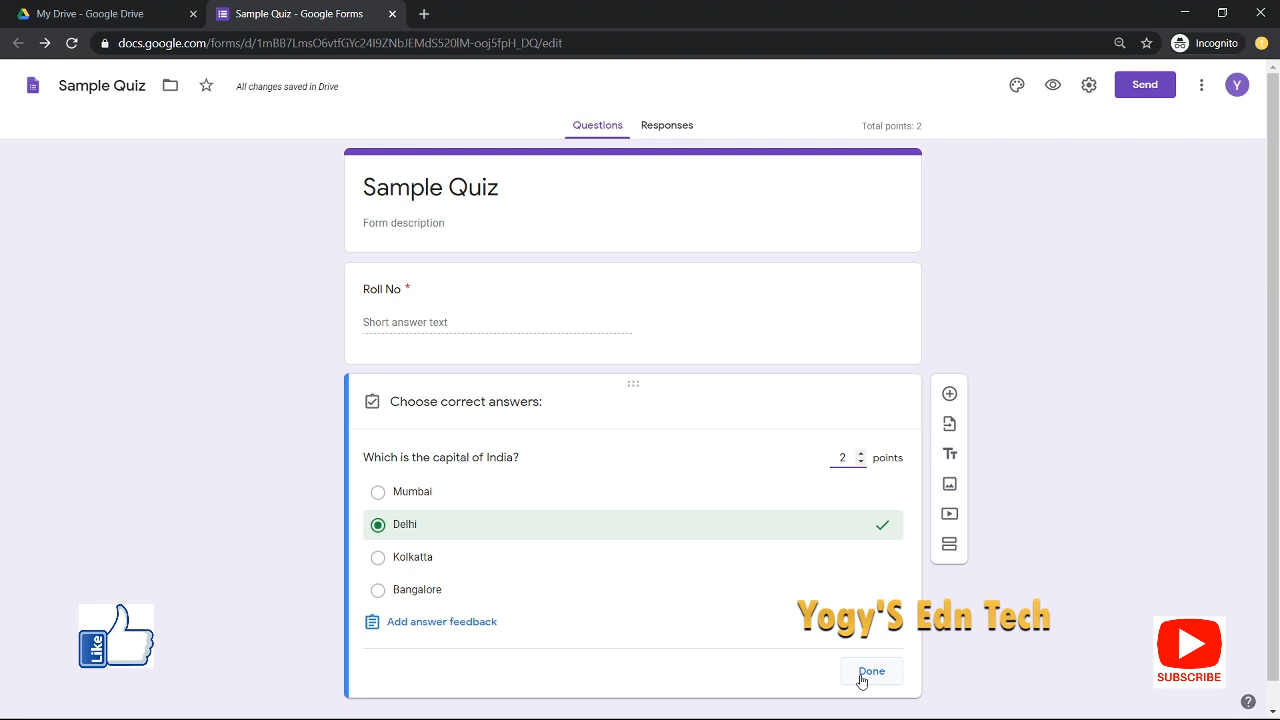 My Drive - Google Drive
Sample Quiz - Google Forms
docs.google.com/forms/d/1mBB7LmsO6vtfGYc24I9ZNbJEMdS520lM-ooj5fpH_DQ/edit
Incognito
Sample Quiz
All changes saved in Drive
Send
Y
Questions
Responses
Total points: 2
Sample Quiz
Form description
Roll No *
Short answer text
Choose correct answers:
Which is the capital of India?
2 points
Mumbai
Delhi
Kolkatta
Bangalore
Add answer feedback
Done
Tт
Like
Yogy'S Edn Tech
SUBSCRIBE